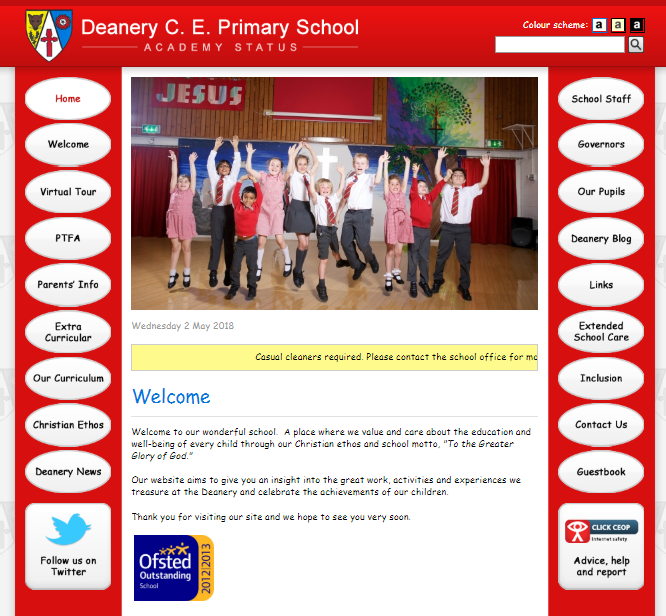 Deanery C. E. Primary School
ACADEMY STATUS
Colour scheme: a a a
Home
Welcome
Virtual Tour
PTFA
Parents' Info
Extra
Curricular
Our Curriculum
Christian Ethos
Deanery News
Follow us on
Twitter
JESUS
Wednesday 2 May 2018
Casual cleaners required. Please contact the school office for mo
Welcome
Welcome to our wonderful school. A place where we value and care about the education and
well-being of every child through our Christian ethos and school motto, "To the Greater
Glory of God."
Our website aims to give you an insight into the great work, activities and experiences we
treasure at the Deanery and celebrate the achievements of our children.
Thank you for visiting our site and we hope to see you very soon.
Ofsted
Outstanding
School
2012/2013
School Staff
Governors
Our Pupils
Deanery Blog
Links
Extended
School Care
Inclusion
Contact Us
Guestbook
CLICK CEOP
Internet safety
Advice, help
and report